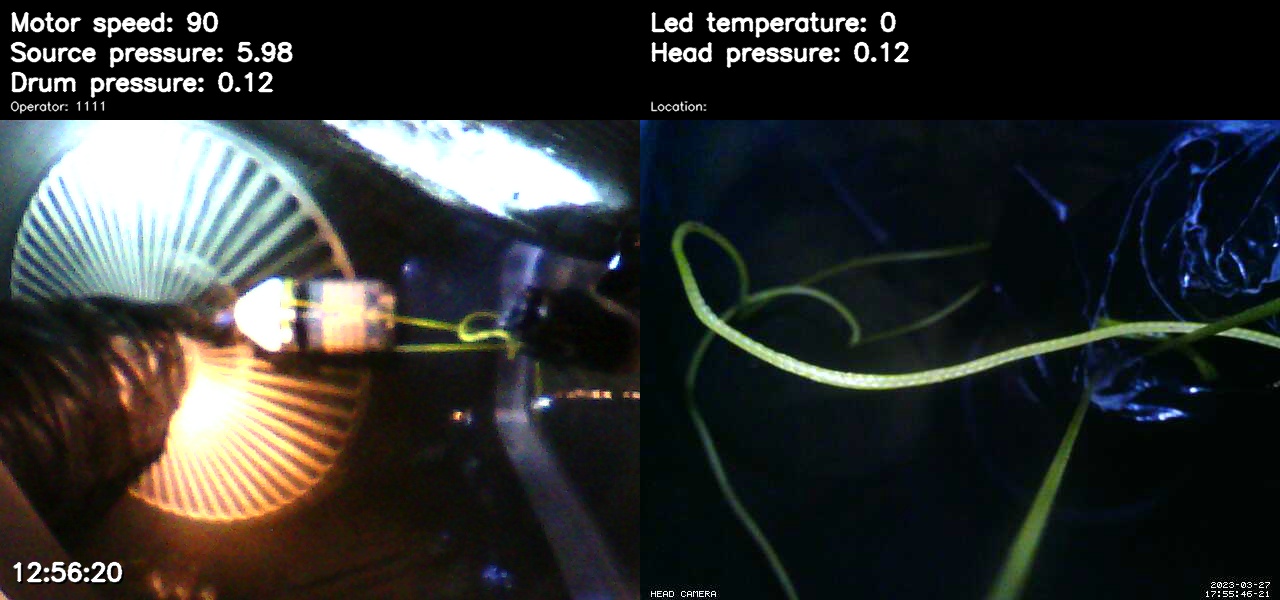 Motor speed: 90
Source pressure: 5.98
Drum pressure: 0.12
Operator: 1111
Led temperature: 0
Head pressure: 0.12
Location:
12:56:20
HEAD CAMERA
2023-03-27
17:55:46-21